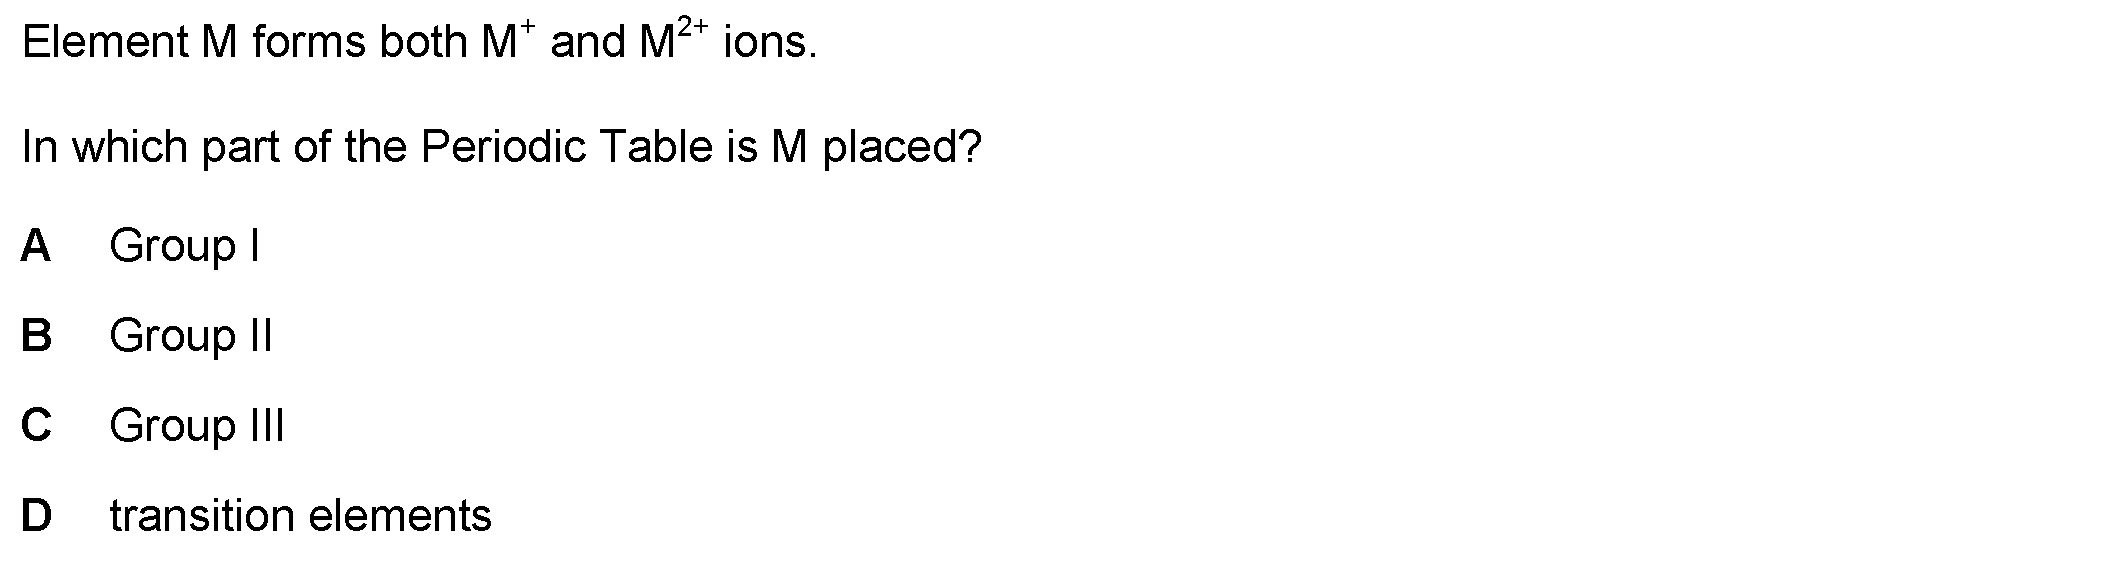 Element M forms both M⁺ and M²⁺ ions.
In which part of the Periodic Table is M placed?
A Group I
B Group II
C Group III
D transition elements